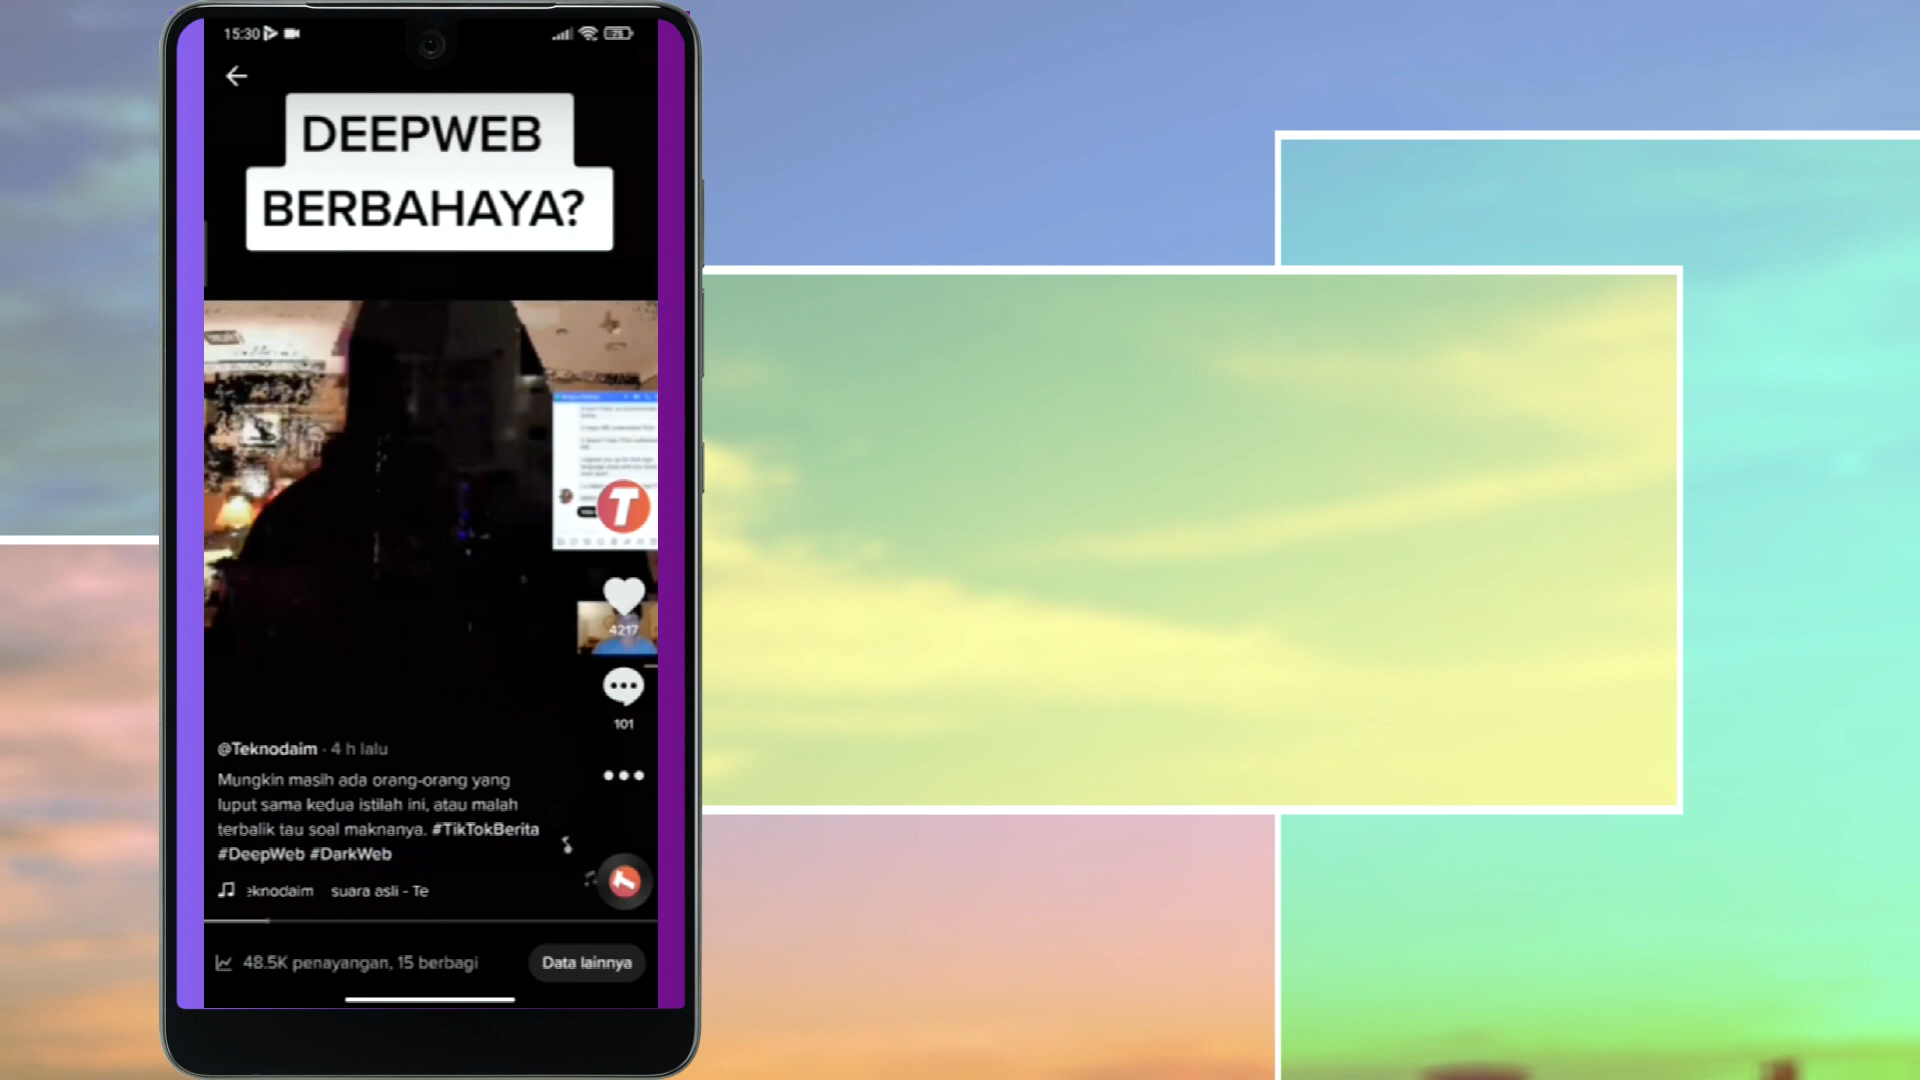 15:30
75
DEEPWEB
BERBAHAYA?
T
4217
101
@Teknodaim · 4 h lalu
Mungkin masih ada orang-orang yang
luput sama kedua istilah ini, atau malah
terbalik tau soal maknanya. #TikTokBerita
#DeepWeb #DarkWeb
eknodaim suara asli - Te
48.5K penayangan, 15 berbagi
Data lainnya